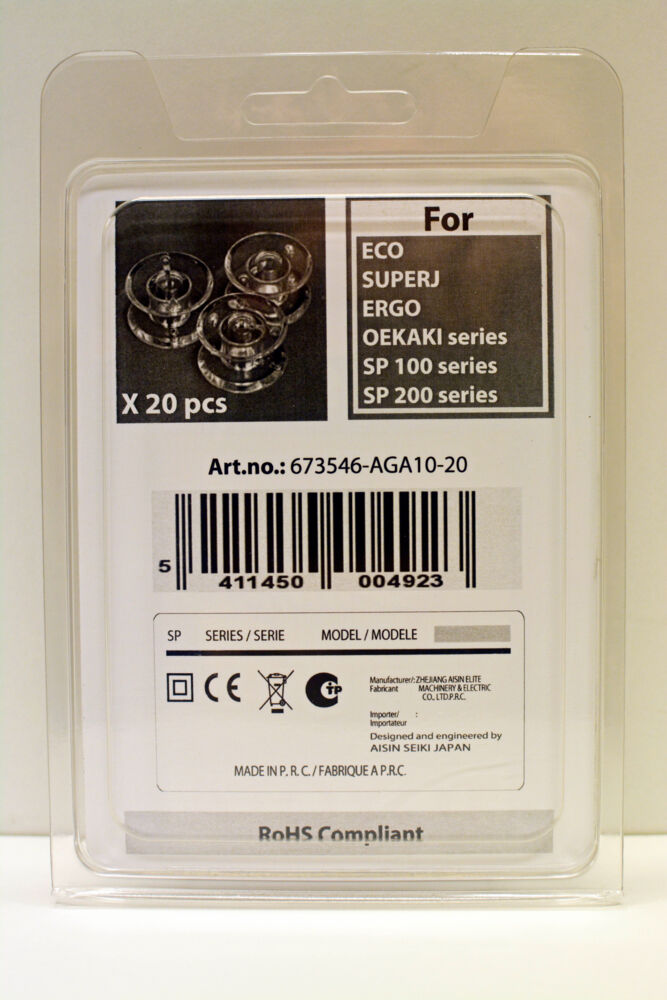 X 20 pcs
For
ECO
SUPERJ
ERGO
OEKAKI series
SP 100 series
SP 200 series
Art.no.: 673546-AGA10-20
5 411450 004923
SP SERIES / SERIE MODEL / MODELE
CE
CTP
Manufacturer/: ZHEJIANG AISIN ELITE
Fabricant MACHINERY & ELECTRIC
CO., LTD.P.R.C.
Importer/ :
Importateur
Designed and engineered by
AISIN SEIKI JAPAN
MADE IN P. R. C. / FABRIQUE A P.R.C.
RoHS Compliant